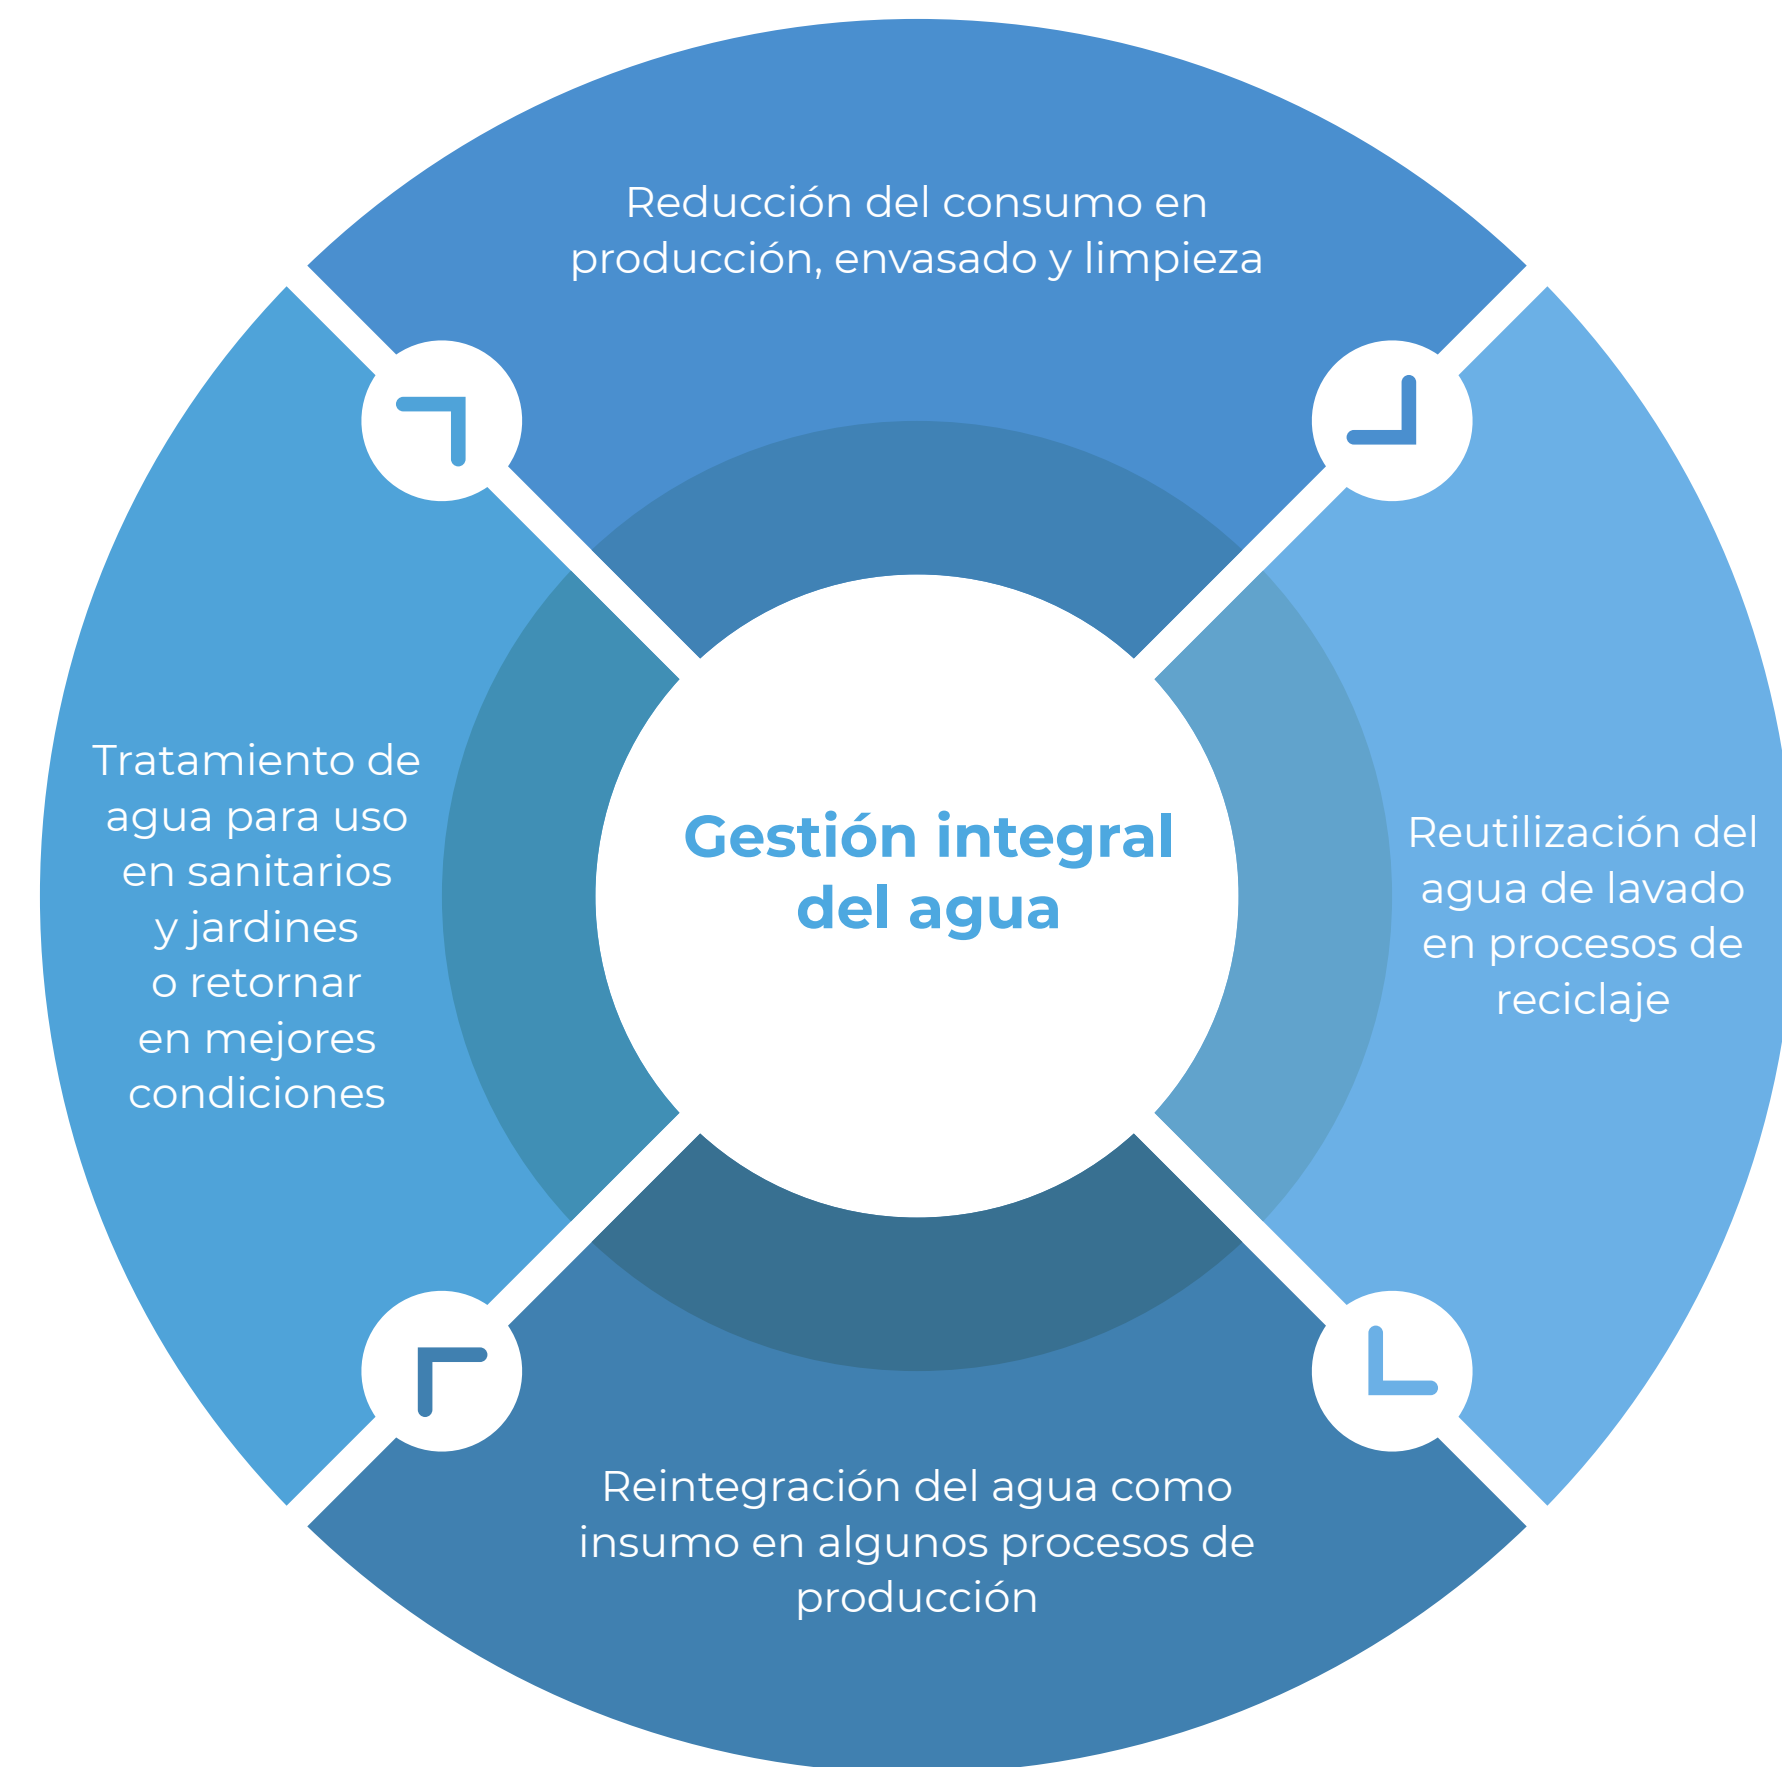 Reducción del consumo en
producción, envasado y limpieza
Gestión integral
del agua
Reutilización del
agua de lavado
en procesos de
reciclaje
Reintegración del agua como
insumo en algunos procesos de
producción
Tratamiento de
agua para uso
en sanitarios
y jardines
o retornar
en mejores
condiciones